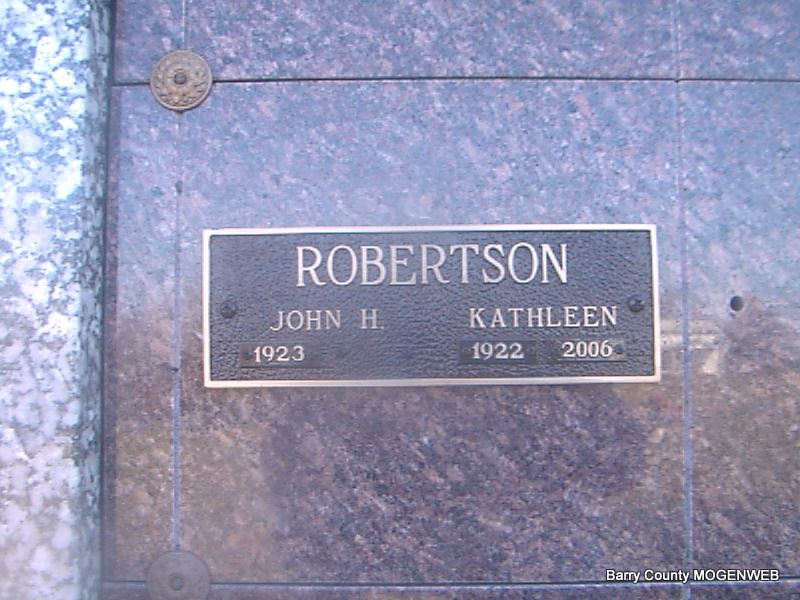 ROBERTSON
JOHN H. KATHLEEN
1923 1922 2006
Barry County MOGENWEB